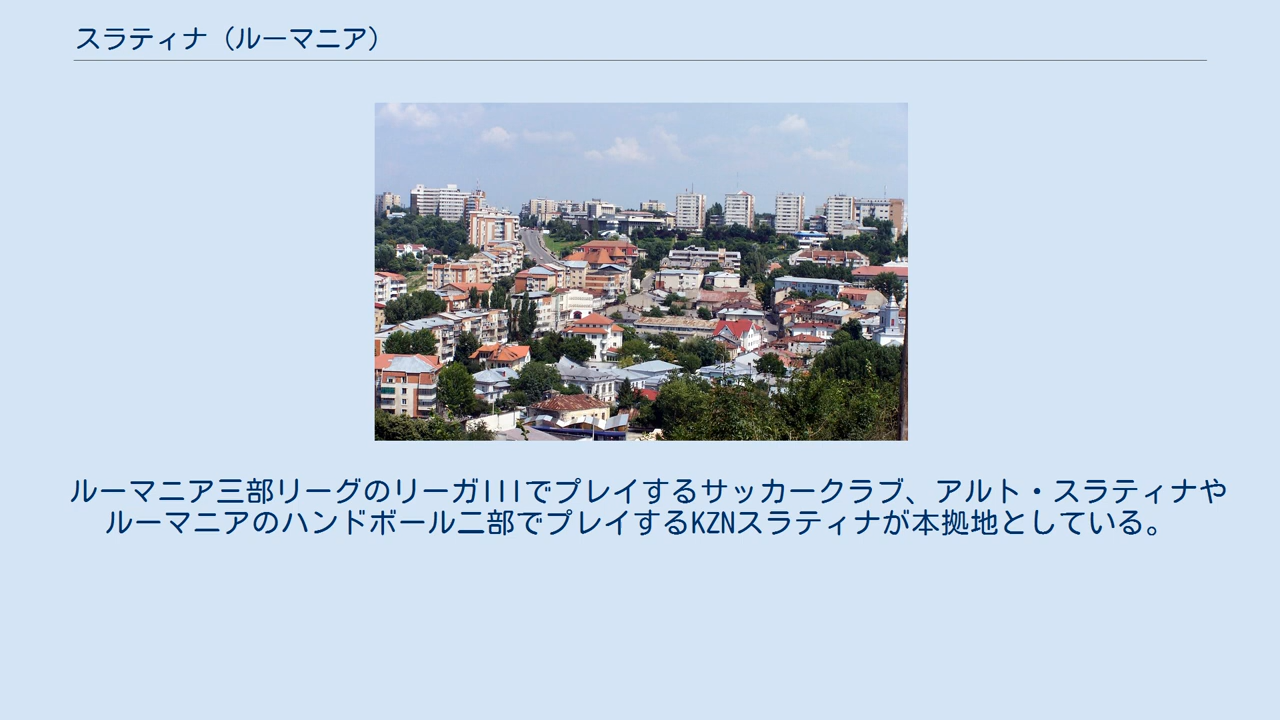 スラティナ（ルーマニア）
ルーマニア三部リーグのリーガIIIでプレイするサッカークラブ、アルト・スラティナや
ルーマニアのハンドボール二部でプレイするKZNスラティナが本拠地としている。